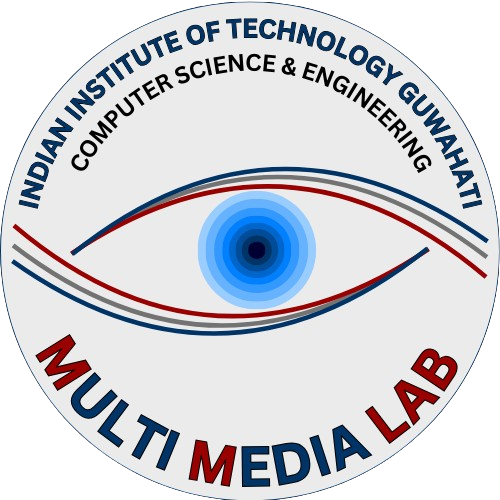 INDIAN INSTITUTE OF TECHNOLOGY GUWAHATI
COMPUTER SCIENCE & ENGINEERING
MULTI MEDIA LAB